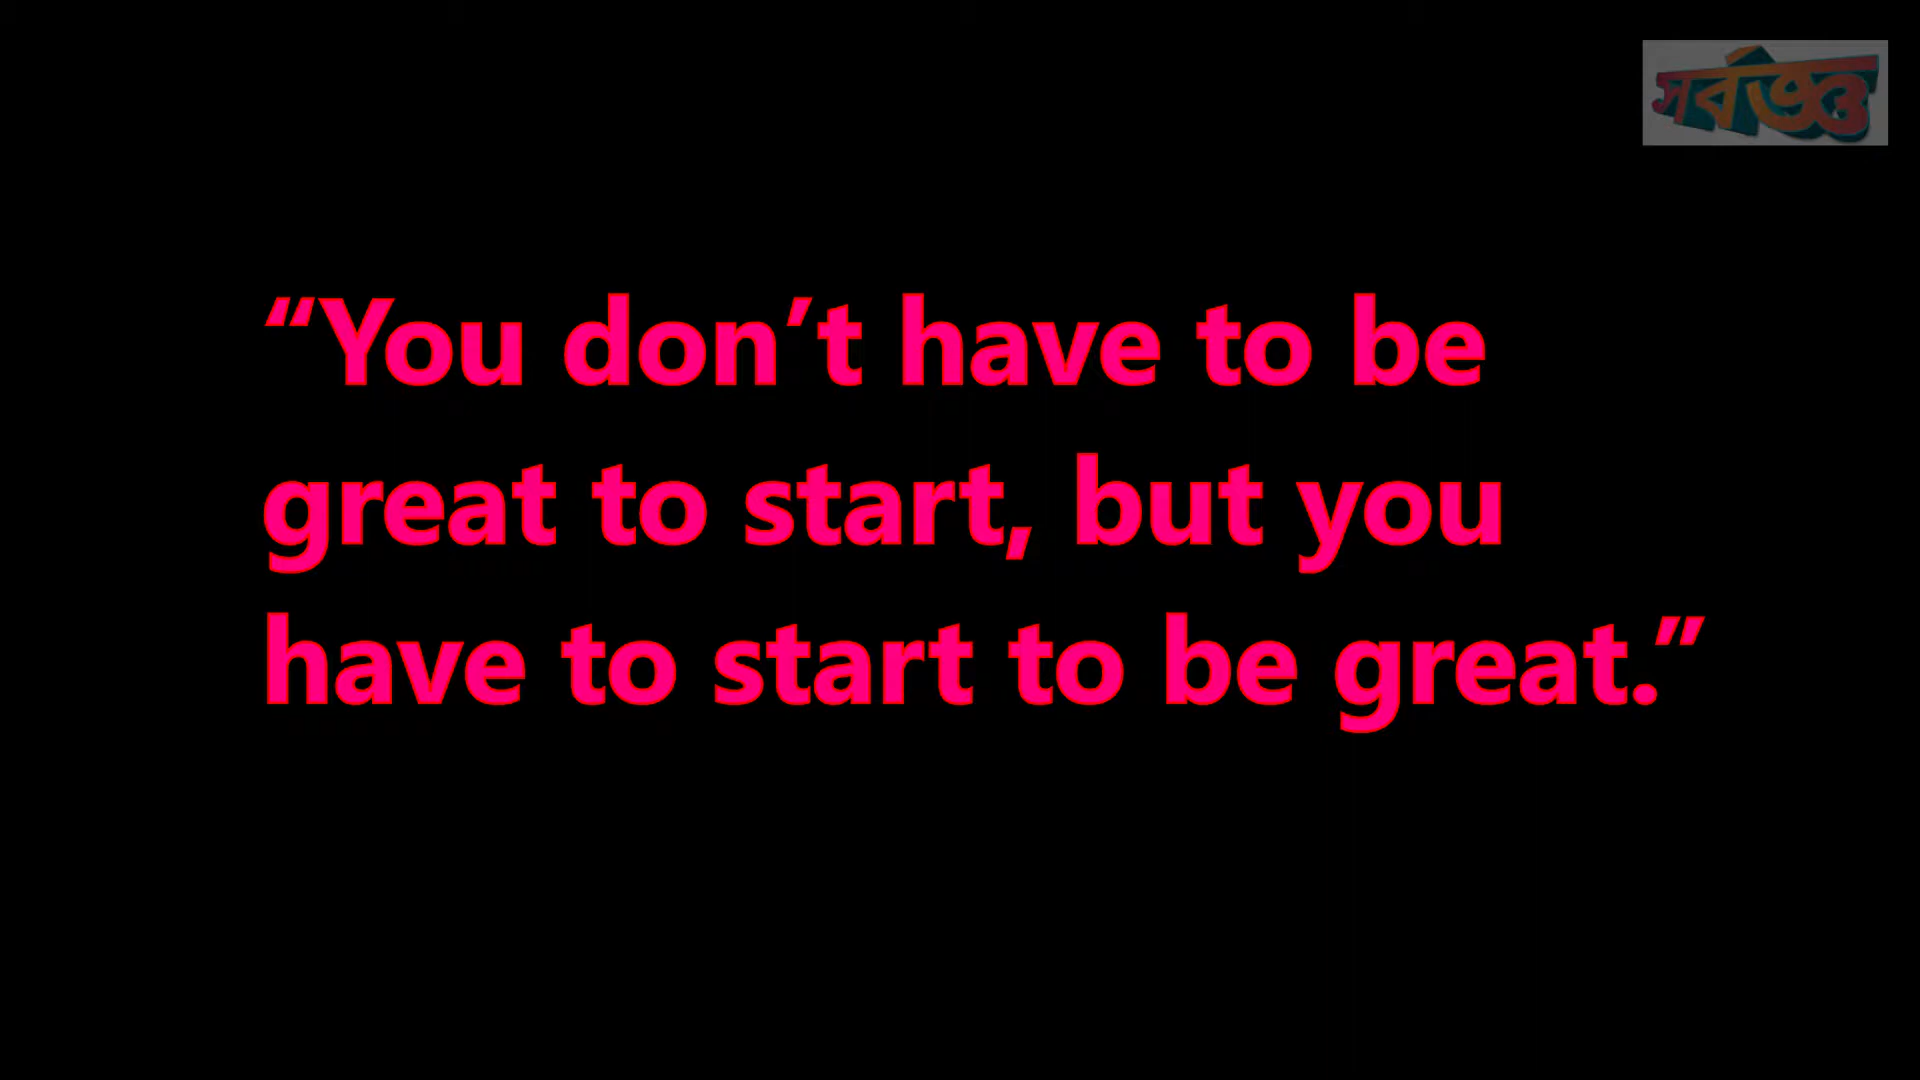 “You don’t have to be
great to start, but you
have to start to be great.”